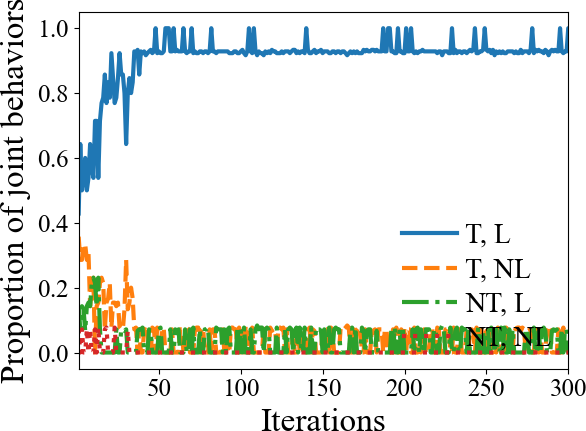 Proportion of joint behaviors
1.0
0.8
0.6
0.4
0.2
0.0
T, L
T, NL
NT, L
NT, NL
50
100
150
200
250
300
Iterations